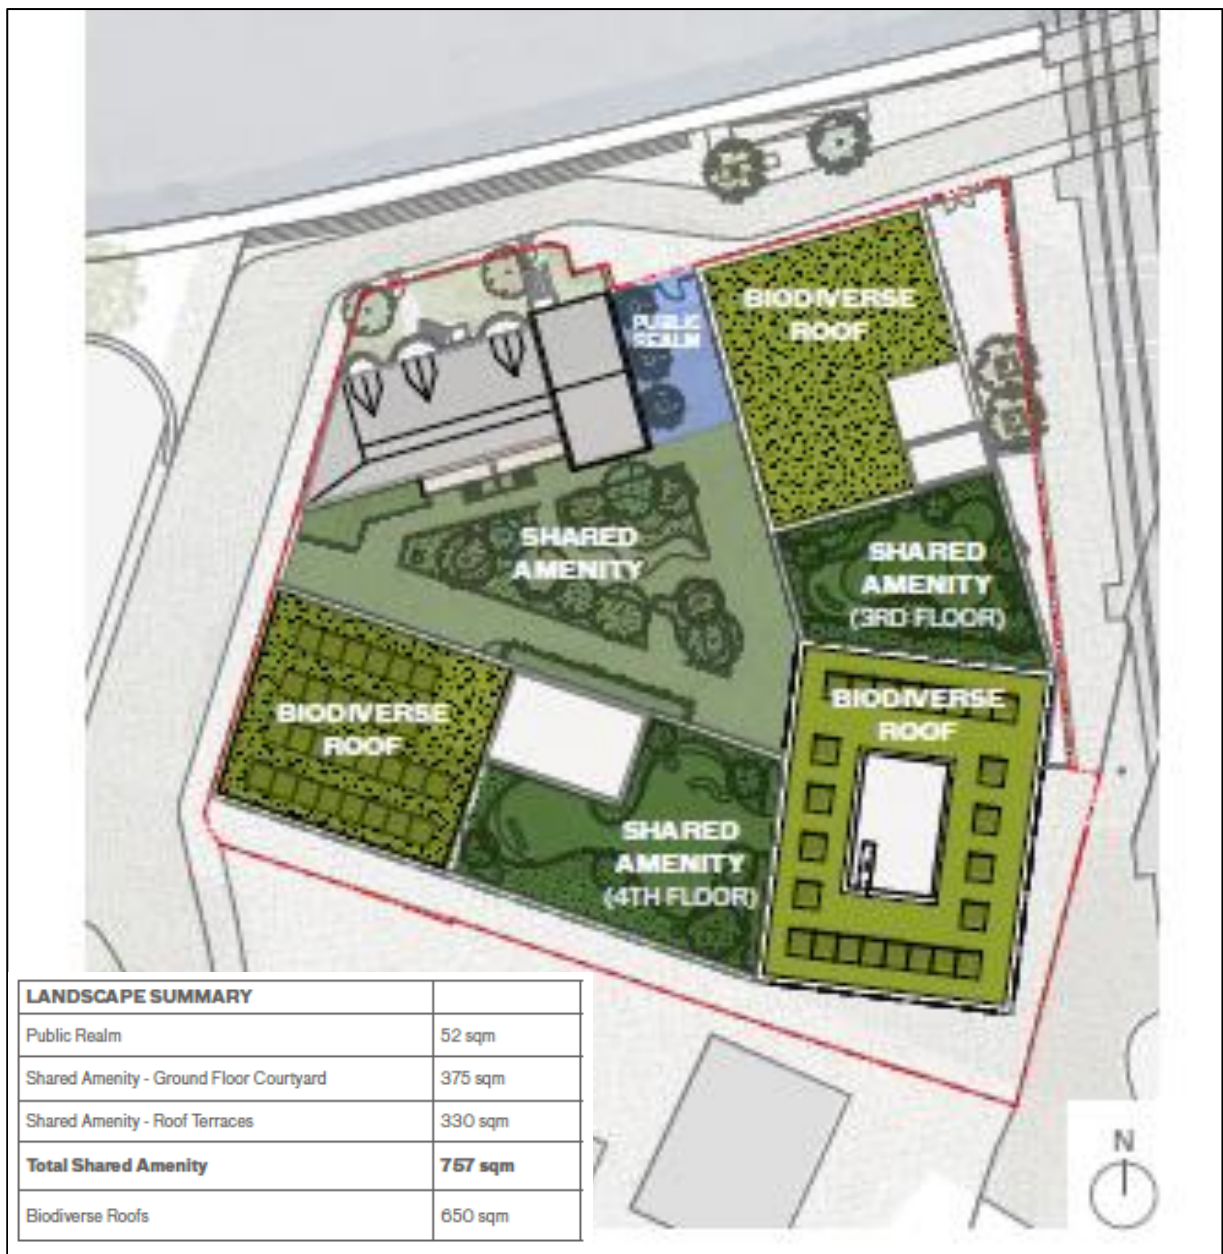 PUBLIC
REALM
BIODIVERSE
ROOF
SHARED
AMENITY
SHARED
AMENITY
(3RD FLOOR)
BIODIVERSE
ROOF
BIODIVERSE
ROOF
SHARED
AMENITY
(4TH FLOOR)
LANDSCAPE SUMMARY
Public Realm 52 sqm
Shared Amenity - Ground Floor Courtyard 375 sqm
Shared Amenity - Roof Terraces 330 sqm
Total Shared Amenity 757 sqm
Biodiverse Roofs 650 sqm
N